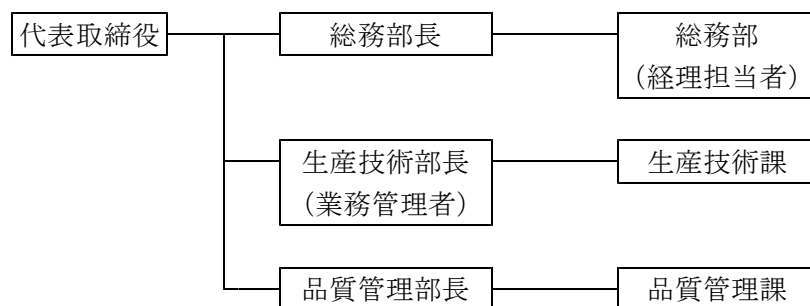 代表取締役
総務部長
総務部
（経理担当者）
生産技術部長
（業務管理者）
生産技術課
品質管理部長
品質管理課